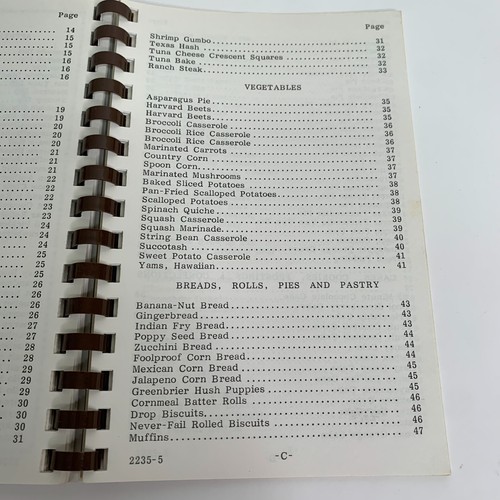 Page
14
15
15
15
16
16
19
19
20
20
21
21
21
22
22
23
23
24
24
24
25
25
25
26
26
26
27
27
28
28
29
29
29
30
30
31
Page
Shrimp Gumbo.......... 31
Texas Hash .......... 32
Tuna Cheese Crescent Squares .......... 32
Tuna Bake .......... 32
Ranch Steak.......... 33
VEGETABLES
Asparagus Pie.......... 35
Harvard Beets.......... 35
Harvard Beets.......... 35
Broccoli Casserole .......... 36
Broccoli Rice Casserole .......... 36
Broccoli Rice Casserole .......... 36
Marinated Carrots .......... 37
Country Corn .......... 37
Spoon Corn.......... 37
Marinated Mushrooms .......... 37
Baked Sliced Potatoes.......... 38
Pan-Fried Scalloped Potatoes.......... 38
Scalloped Potatoes .......... 38
Spinach Quiche .......... 39
Squash Casserole .......... 39
Squash Marinade.......... 39
String Bean Casserole .......... 40
Succotash .......... 40
Sweet Potato Casserole .......... 41
Yams, Hawaiian.......... 41
BREADS, ROLLS, PIES AND PASTRY
Banana-Nut Bread .......... 43
Gingerbread.......... 43
Indian Fry Bread.......... 43
Poppy Seed Bread .......... 44
Zucchini Bread .......... 44
Foolproof Corn Bread .......... 44
Mexican Corn Bread .......... 45
Jalapeno Corn Bread .......... 45
Greenbrier Hush Puppies .......... 45
Cornmeal Batter Rolls .......... 46
Drop Biscuits.......... 46
Never-Fail Rolled Biscuits .......... 46
Muffins.......... 47
2235-5 -C-